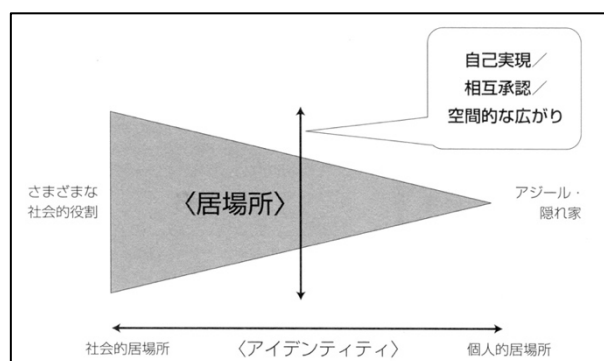 自己実現／
相互承認／
空間的な広がり
さまざまな
社会的役割
〈居場所〉
アジール・
隠れ家
社会的居場所
〈アイデンティティ〉
個人的居場所